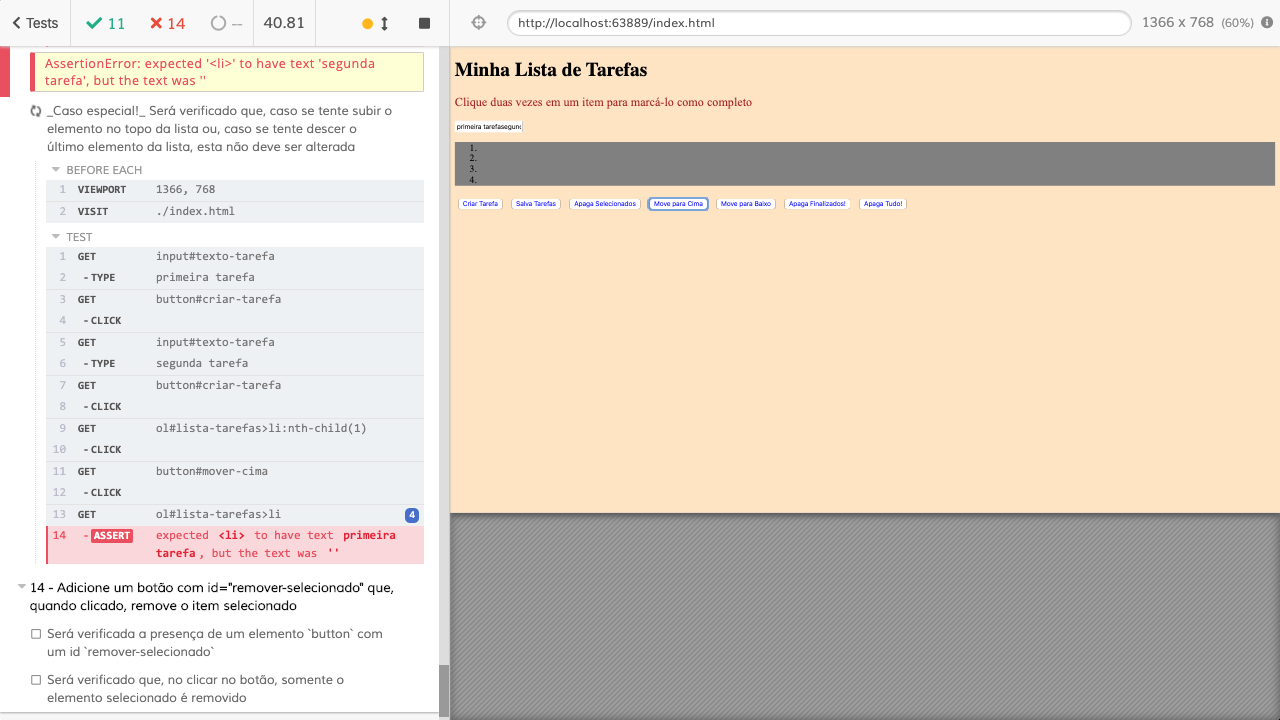 Tests
11
14
--
40.81
AssertionError: expected '<li>' to have text 'segunda
tarefa', but the text was ''
_Caso especial!_ Será verificado que, caso se tente subir o
elemento no topo da lista ou, caso se tente descer o
último elemento da lista, esta não deve ser alterada
BEFORE EACH
1 VIEWPORT 1366, 768
2 VISIT ./index.html
TEST
1 GET input#texto-tarefa
2 - TYPE primeira tarefa
3 GET button#criar-tarefa
4 - CLICK
5 GET input#texto-tarefa
6 - TYPE segunda tarefa
7 GET button#criar-tarefa
8 - CLICK
9 GET ol#lista-tarefas>li:nth-child(1)
10 - CLICK
11 GET button#mover-cima
12 - CLICK
13 GET ol#lista-tarefas>li 4
14 - ASSERT expected <li> to have text primeira
tarefa, but the text was ''
14 - Adicione um botão com id="remover-selecionado" que,
quando clicado, remove o item selecionado
Será verificada a presença de um elemento `button` com
um id `remover-selecionado`
Será verificado que, no clicar no botão, somente o
elemento selecionado é removido
http://localhost:63889/index.html
1366 x 768 (60%)
Minha Lista de Tarefas
Clique duas vezes em um item para marcá-lo como completo
primeira tarefasegun
1.
2.
3.
4.
Criar Tarefa Salva Tarefas Apaga Selecionados Move para Cima Move para Baixo Apaga Finalizados! Apaga Tudo!